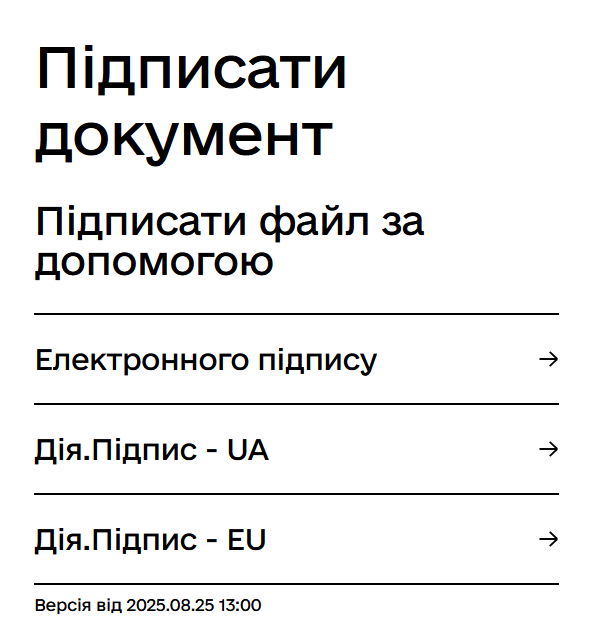 Підписати
документ
Підписати файл за
допомогою
Електронного підпису
Дія.Підпис - UA
Дія.Підпис - EU
Версія від 2025.08.25 13:00